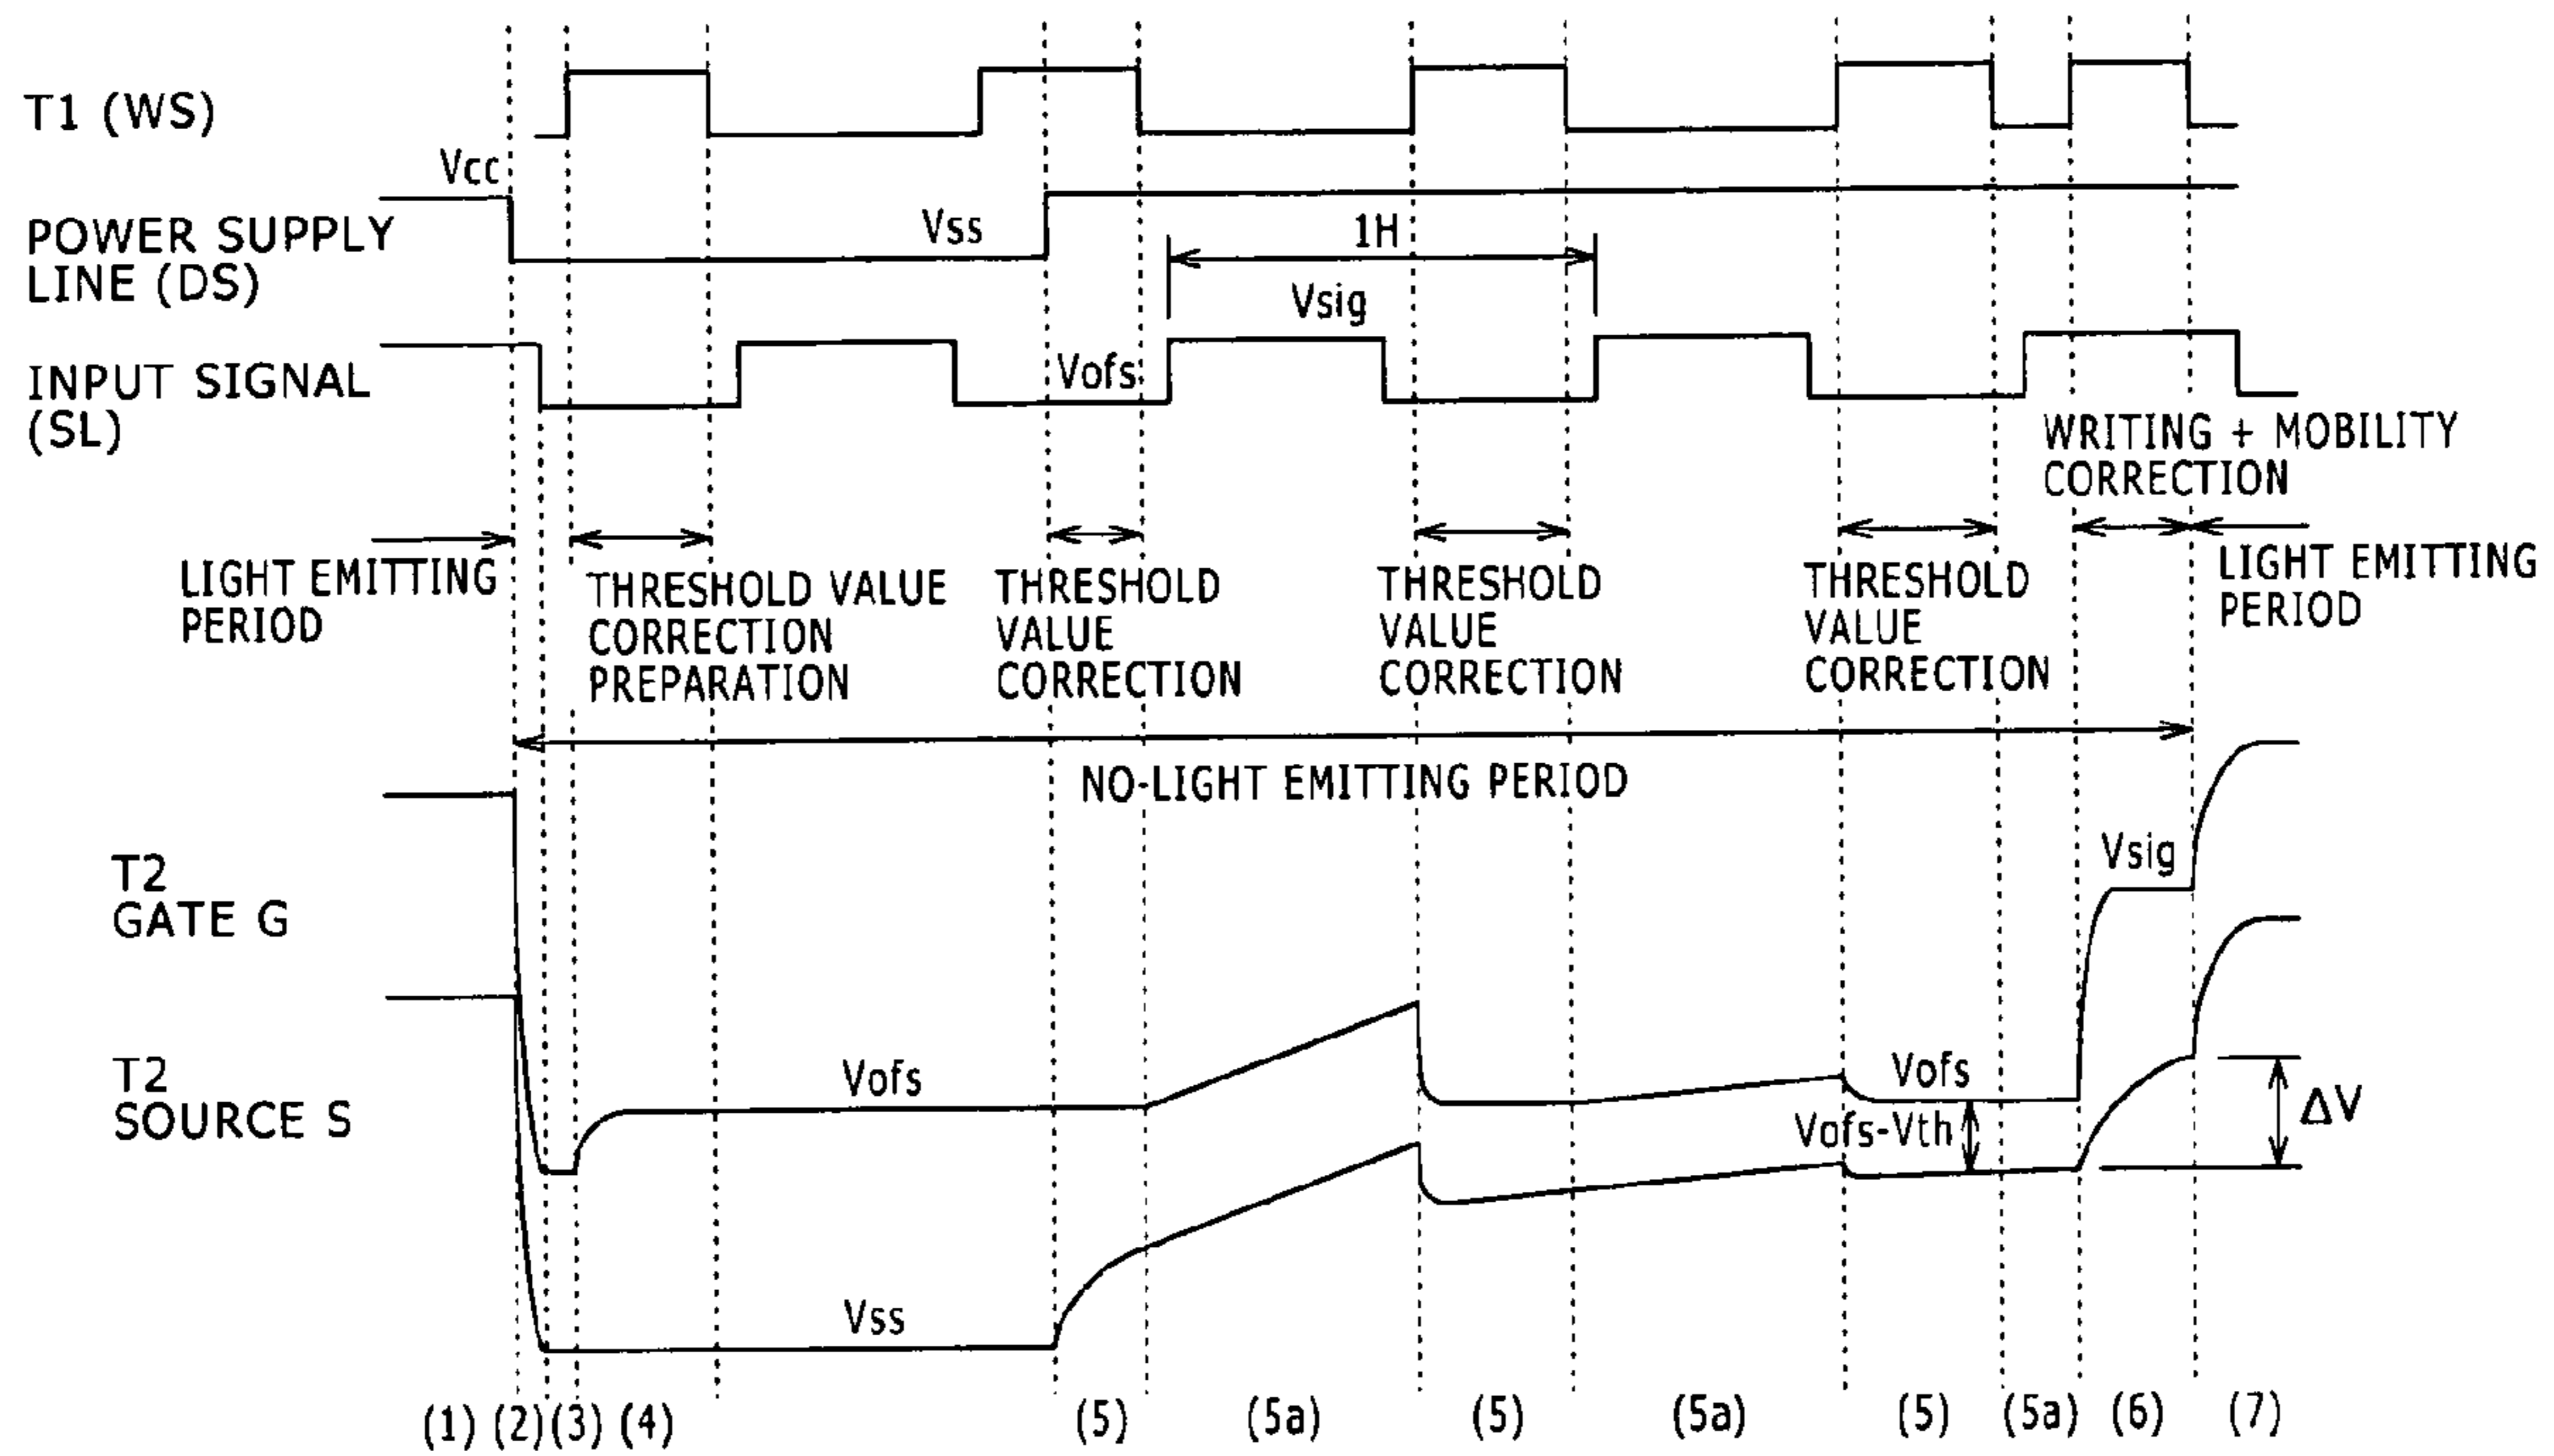 T1 (WS)
Vcc
POWER SUPPLY
LINE (DS)
Vss
1H
Vsig
INPUT SIGNAL
(SL)
Vofs
WRITING + MOBILITY
CORRECTION
LIGHT EMITTING
PERIOD
THRESHOLD VALUE
CORRECTION
PREPARATION
THRESHOLD
VALUE
CORRECTION
THRESHOLD
VALUE
CORRECTION
THRESHOLD
VALUE
CORRECTION
LIGHT EMITTING
PERIOD
NO-LIGHT EMITTING PERIOD
T2
GATE G
Vsig
T2
SOURCE S
Vofs
Vofs
Vofs-Vth
ΔV
Vss
(1) (2) (3) (4) (5) (5a) (5) (5a) (5) (5a) (6) (7)